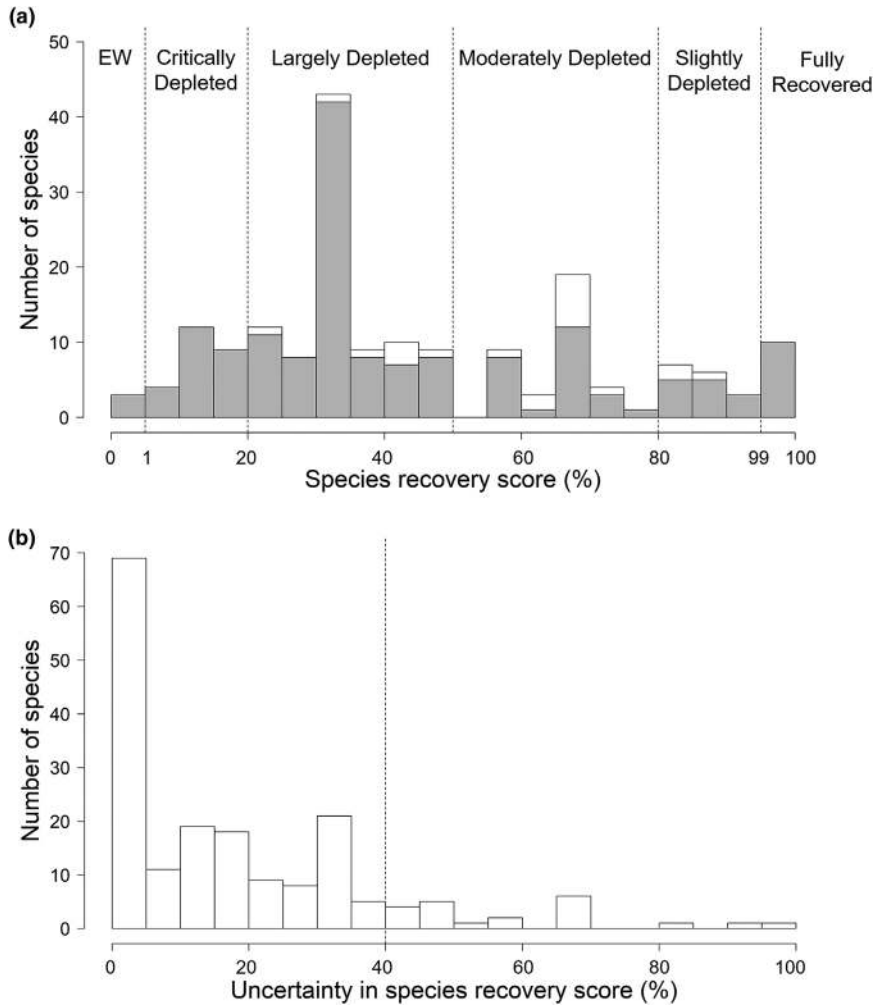 (a)
50
40
30
20
10
0
Number of species
EW
Critically
Depleted
Largely Depleted
Moderately Depleted
Slightly
Depleted
Fully
Recovered
0 1 20 40 60 80 99 100
Species recovery score (%)
(b)
70
60
50
40
30
20
10
0
Number of species
0 20 40 60 80 100
Uncertainty in species recovery score (%)